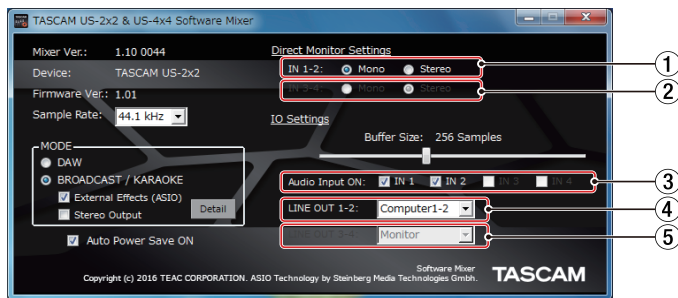 TASCAM US-2x2 & US-4x4 Software Mixer
Mixer Ver.: 1.10 0044
Device: TASCAM US-2x2
Firmware Ver.: 1.01
Sample Rate: 44.1 kHz
MODE
DAW
BROADCAST / KARAOKE
External Effects (ASIO)
Stereo Output
Detail
Auto Power Save ON
Direct Monitor Settings
IN 1-2: Mono Stereo 1
IN 3-4: Mono Stereo 2
IO Settings
Buffer Size: 256 Samples
Audio Input ON: IN 1 IN 2 IN 3 IN 4 3
LINE OUT 1-2: Computer1-2 4
LINE OUT 3-4: Monitor 5
Software Mixer
Copyright (c) 2016 TEAC CORPORATION. ASIO Technology by Steinberg Media Technologies Gmbh.
TASCAM